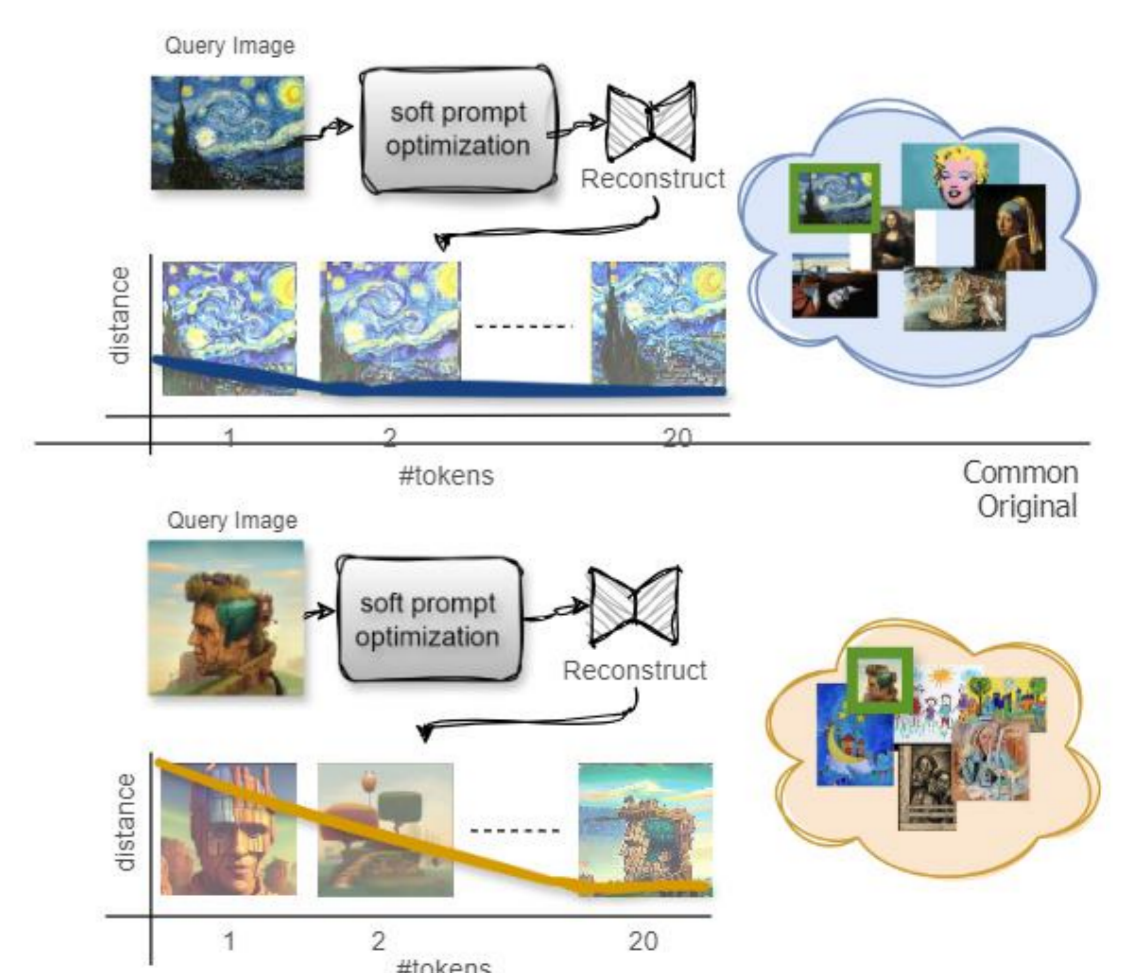 Query Image
soft prompt
optimization
Reconstruct
distance
1
2
20
#tokens
Common
Original
Query Image
soft prompt
optimization
Reconstruct
distance
1
2
20
#tokens